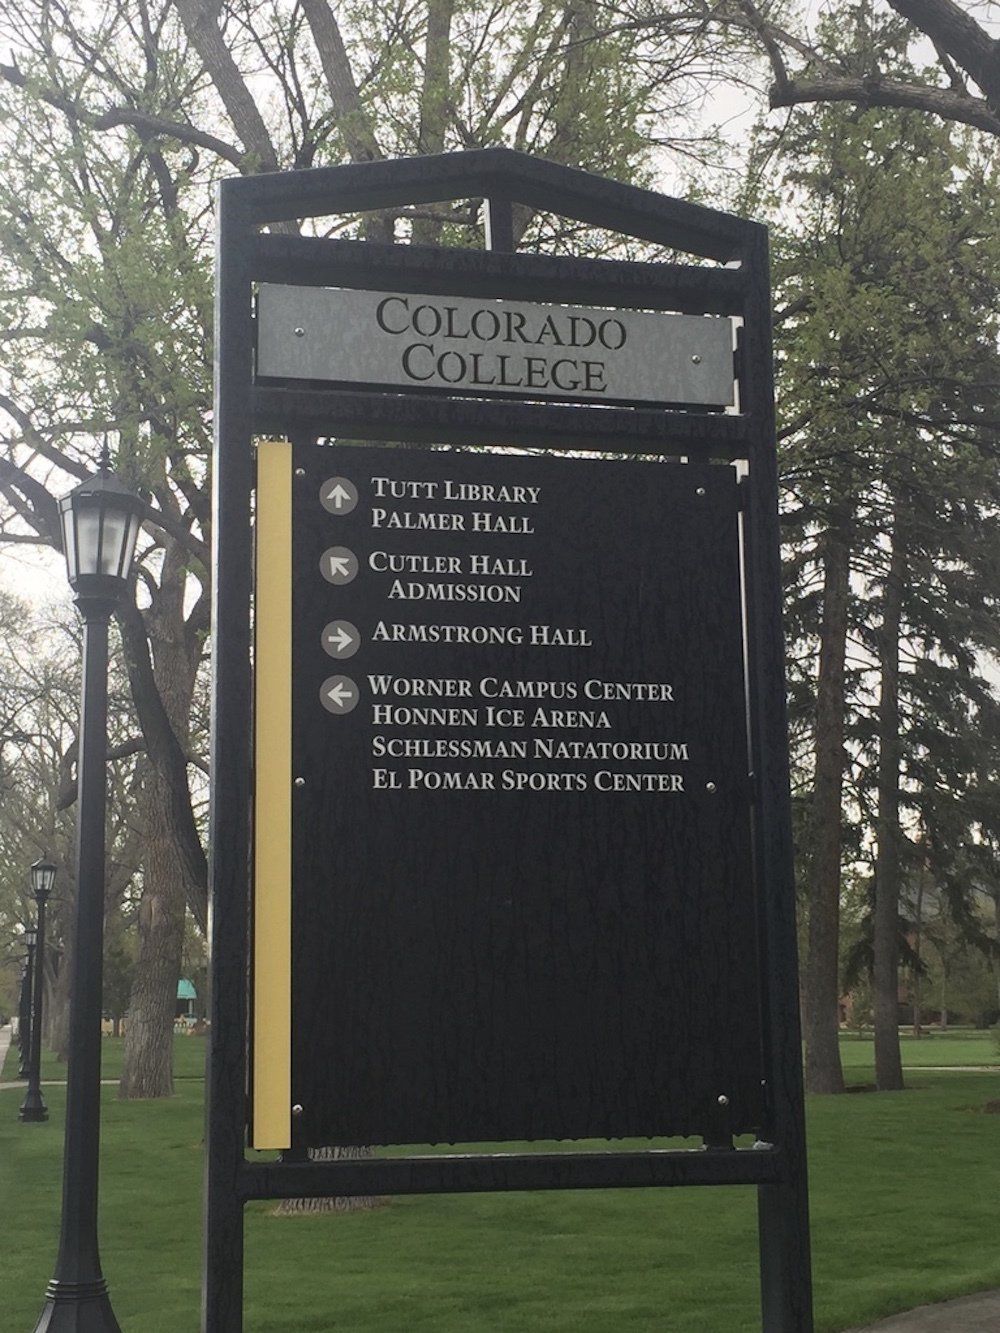 COLORADO
COLLEGE
TUTT LIBRARY
PALMER HALL
CUTLER HALL
ADMISSION
ARMSTRONG HALL
WORNER CAMPUS CENTER
HONNEN ICE ARENA
SCHLESSMAN NATATORIUM
EL POMAR SPORTS CENTER